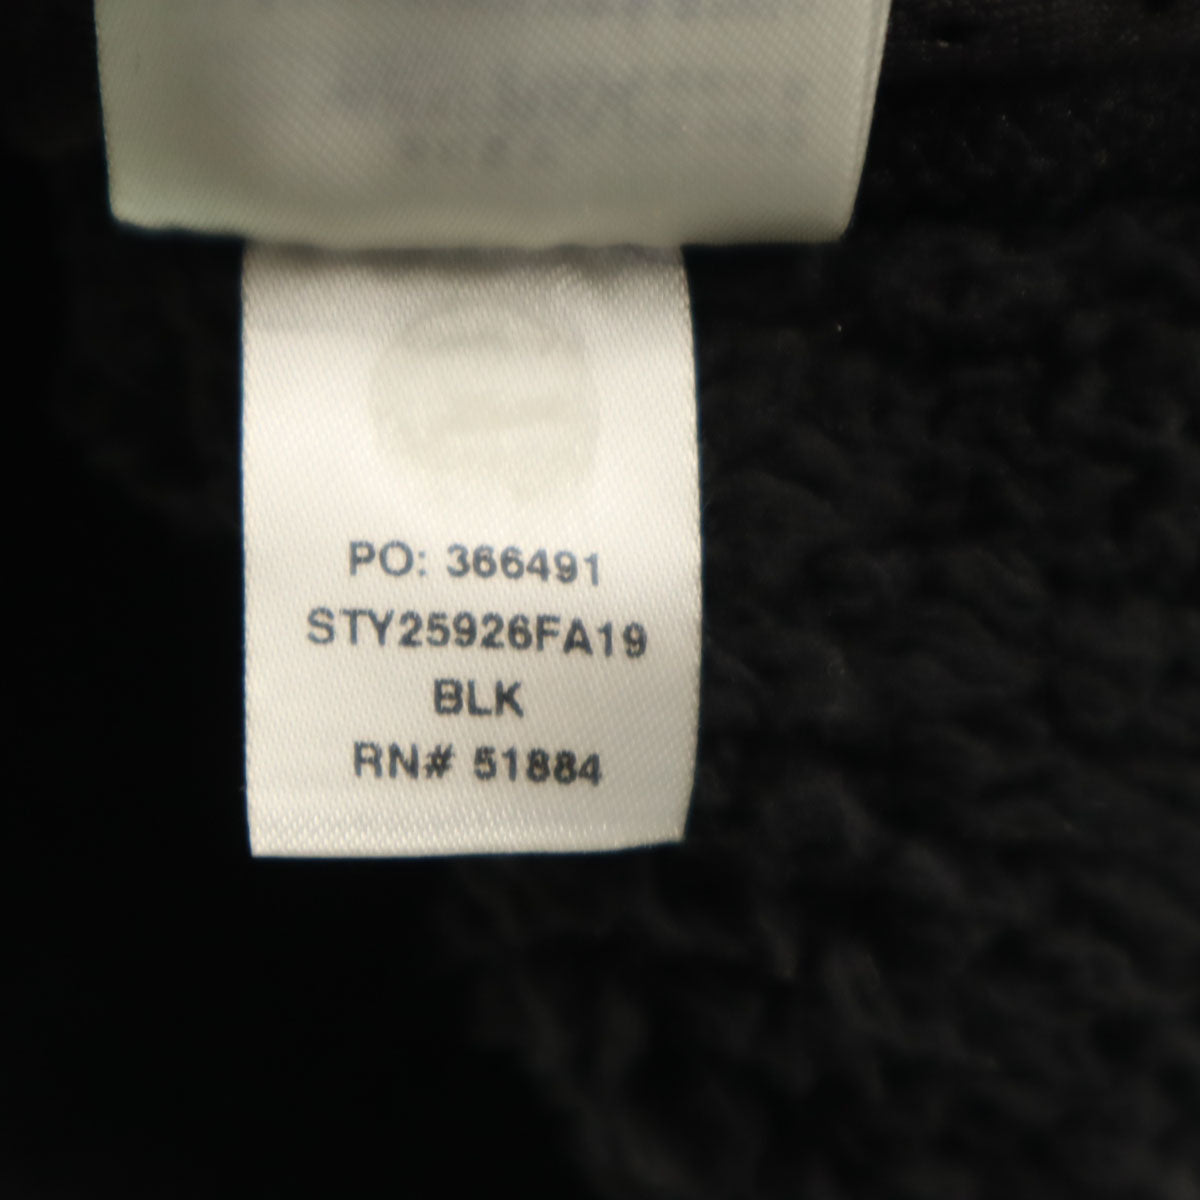 PO: 366491
STY25926FA19
BLK
RN# 51884